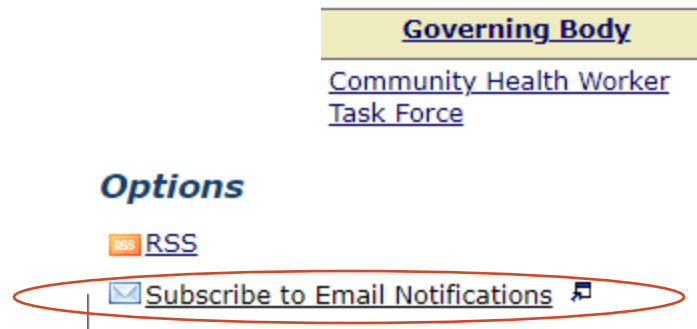 Governing Body
Community Health Worker
Task Force
Options
RSS RSS
Subscribe to Email Notifications